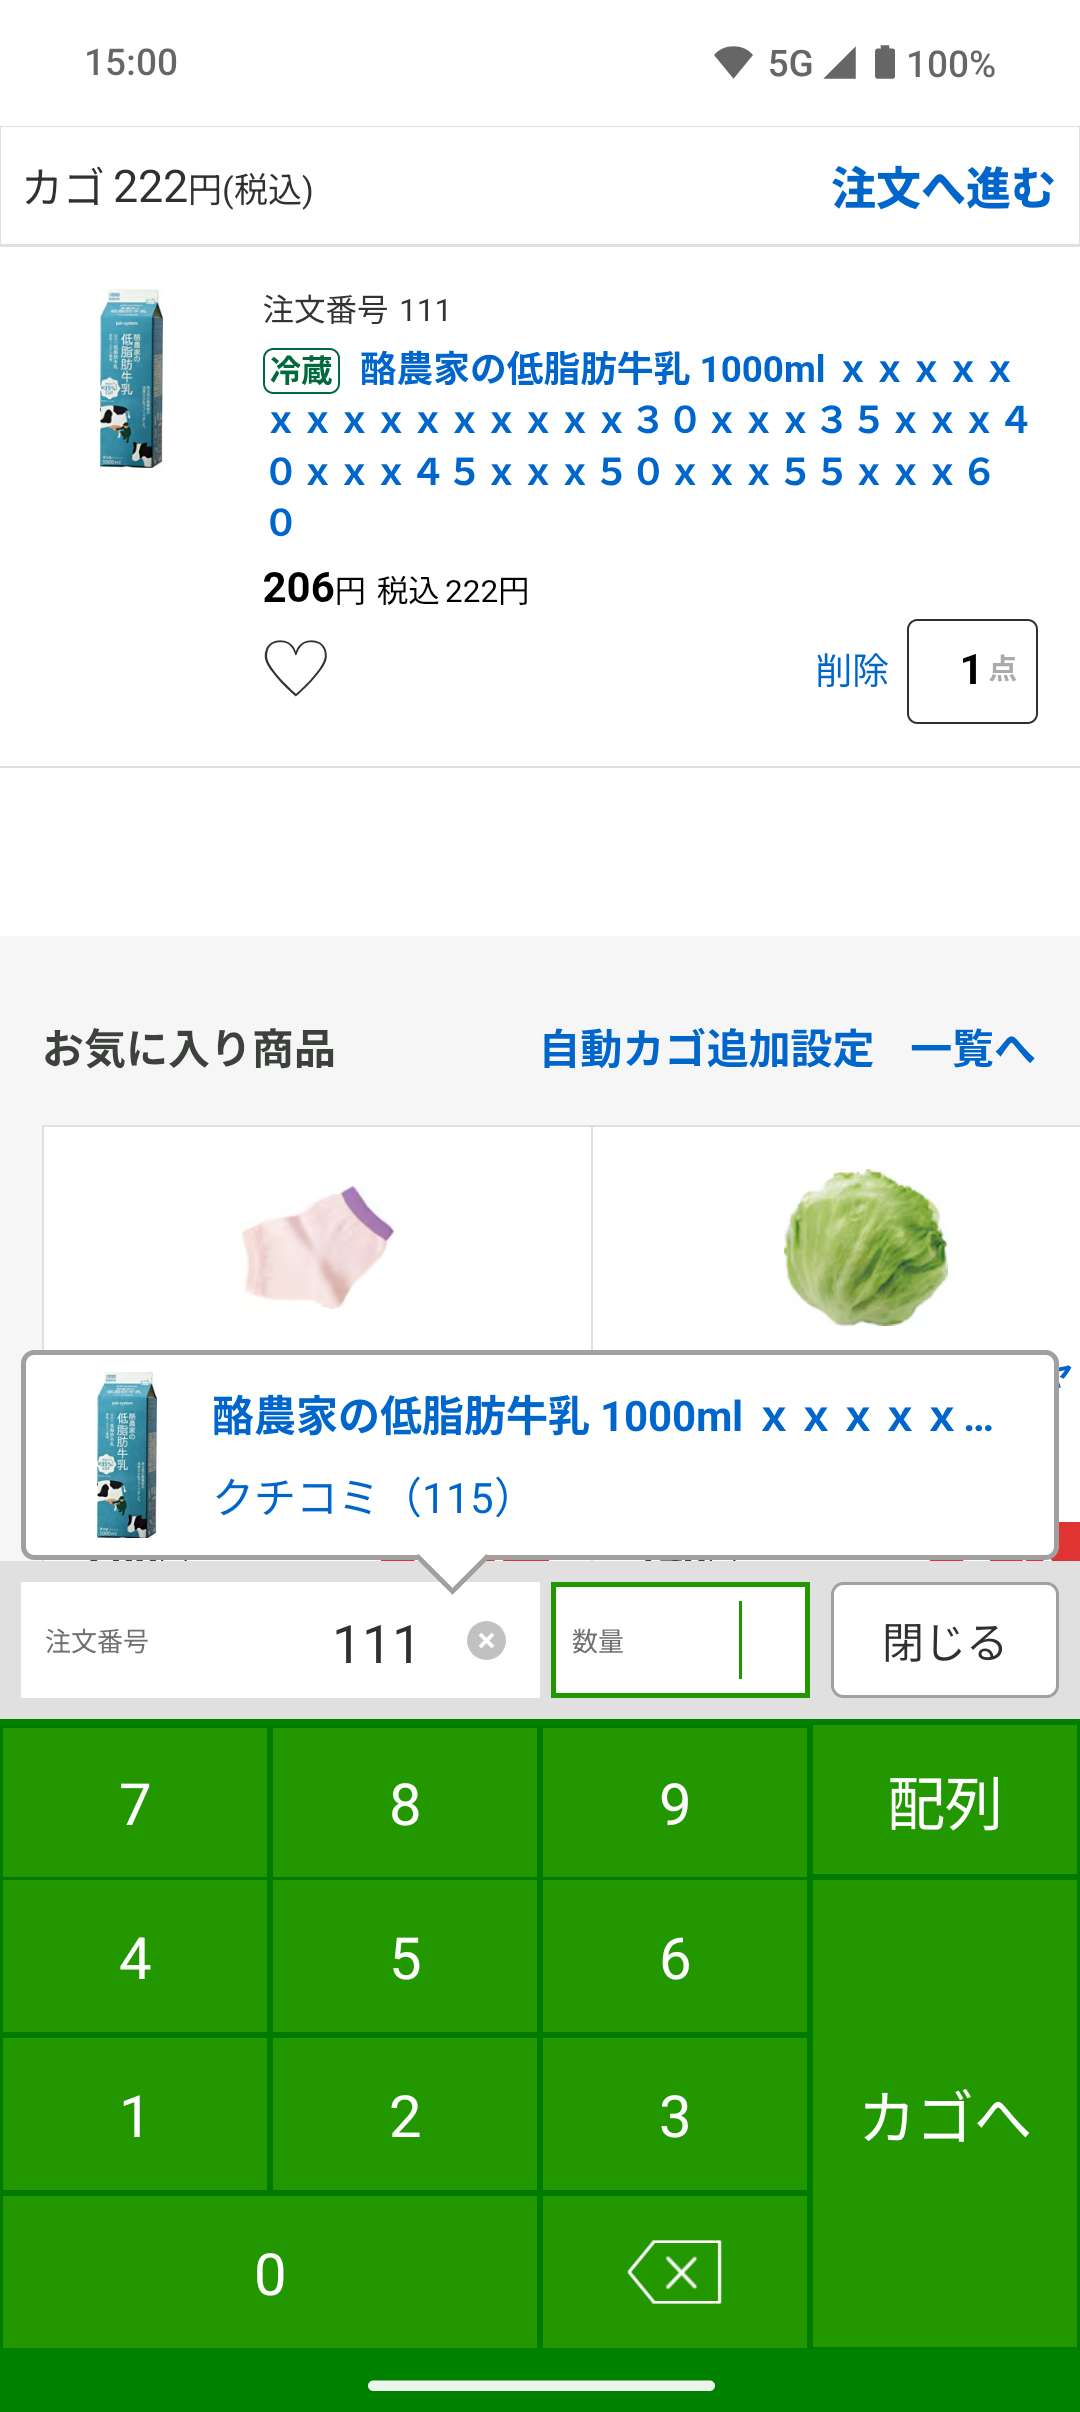 15:00 5G 100%
カゴ 222円(税込) 注文へ進む
注文番号 111
冷蔵 酪農家の低脂肪牛乳 1000ml ｘｘｘｘｘ
ｘｘｘｘｘｘｘｘｘｘ３０ｘｘｘ３５ｘｘｘ４
０ｘｘｘ４５ｘｘｘ５０ｘｘｘ５５ｘｘｘ６
０
206円 税込 222円
削除 1 点
お気に入り商品 自動カゴ追加設定 一覧へ
酪農家の低脂肪牛乳 1000ml ｘｘｘｘｘ...
クチコミ（115）
注文番号 111 数量 閉じる
7 8 9 配列
4 5 6
1 2 3 カゴへ
0